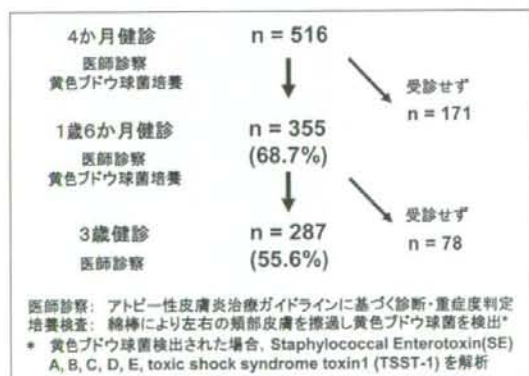 4か月健診 n = 516
医師診察
黄色ブドウ球菌培養
受診せず
n = 171
1歳6か月健診 n = 355
医師診察 (68.7%)
黄色ブドウ球菌培養
受診せず
n = 78
3歳健診 n = 287
医師診察 (55.6%)
医師診察: アトピー性皮膚炎治療ガイドラインに基づく診断・重症度判定
培養検査: 綿棒により左右の頬部皮膚を擦過し黄色ブドウ球菌を検出*
* 黄色ブドウ球菌検出された場合, Staphylococcal Enterotoxin(SE)
A, B, C, D, E, toxic shock syndrome toxin1 (TSST-1) を解析